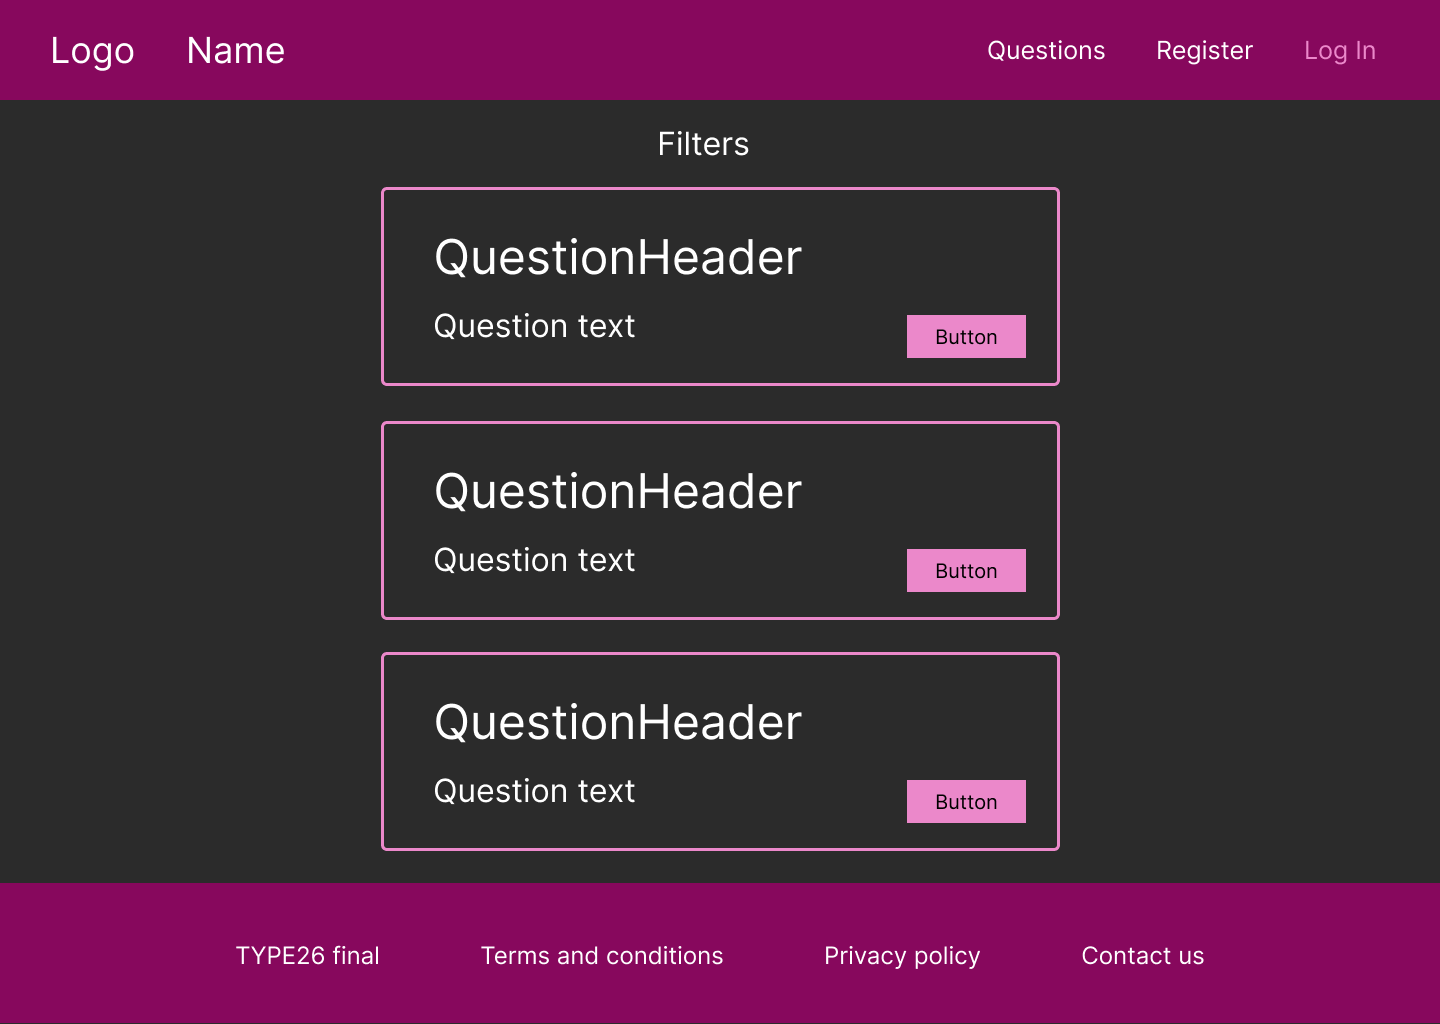 Logo Name Questions Register Log In
Filters
QuestionHeader
Question text
Button
QuestionHeader
Question text
Button
QuestionHeader
Question text
Button
TYPE26 final Terms and conditions Privacy policy Contact us